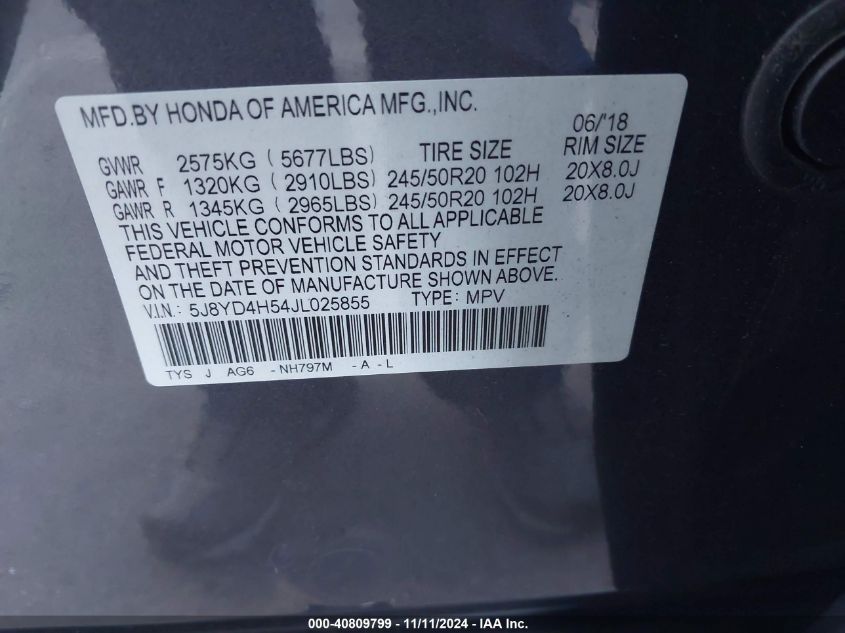 MFD.BY HONDA OF AMERICA MFG.,INC.
06/'18
GVWR 2575KG ( 5677LBS) TIRE SIZE RIM SIZE
GAWR F 1320KG ( 2910LBS) 245/50R20 102H 20X8.0J
GAWR R 1345KG ( 2965LBS) 245/50R20 102H 20X8.0J
THIS VEHICLE CONFORMS TO ALL APPLICABLE
FEDERAL MOTOR VEHICLE SAFETY
AND THEFT PREVENTION STANDARDS IN EFFECT
ON THE DATE OF MANUFACTURE SHOWN ABOVE.
V.I.N: 5J8YD4H54JL025855 TYPE: MPV
TYS J AG6 -NH797M -A -L
000-40809799 - 11/11/2024 - IAA Inc.